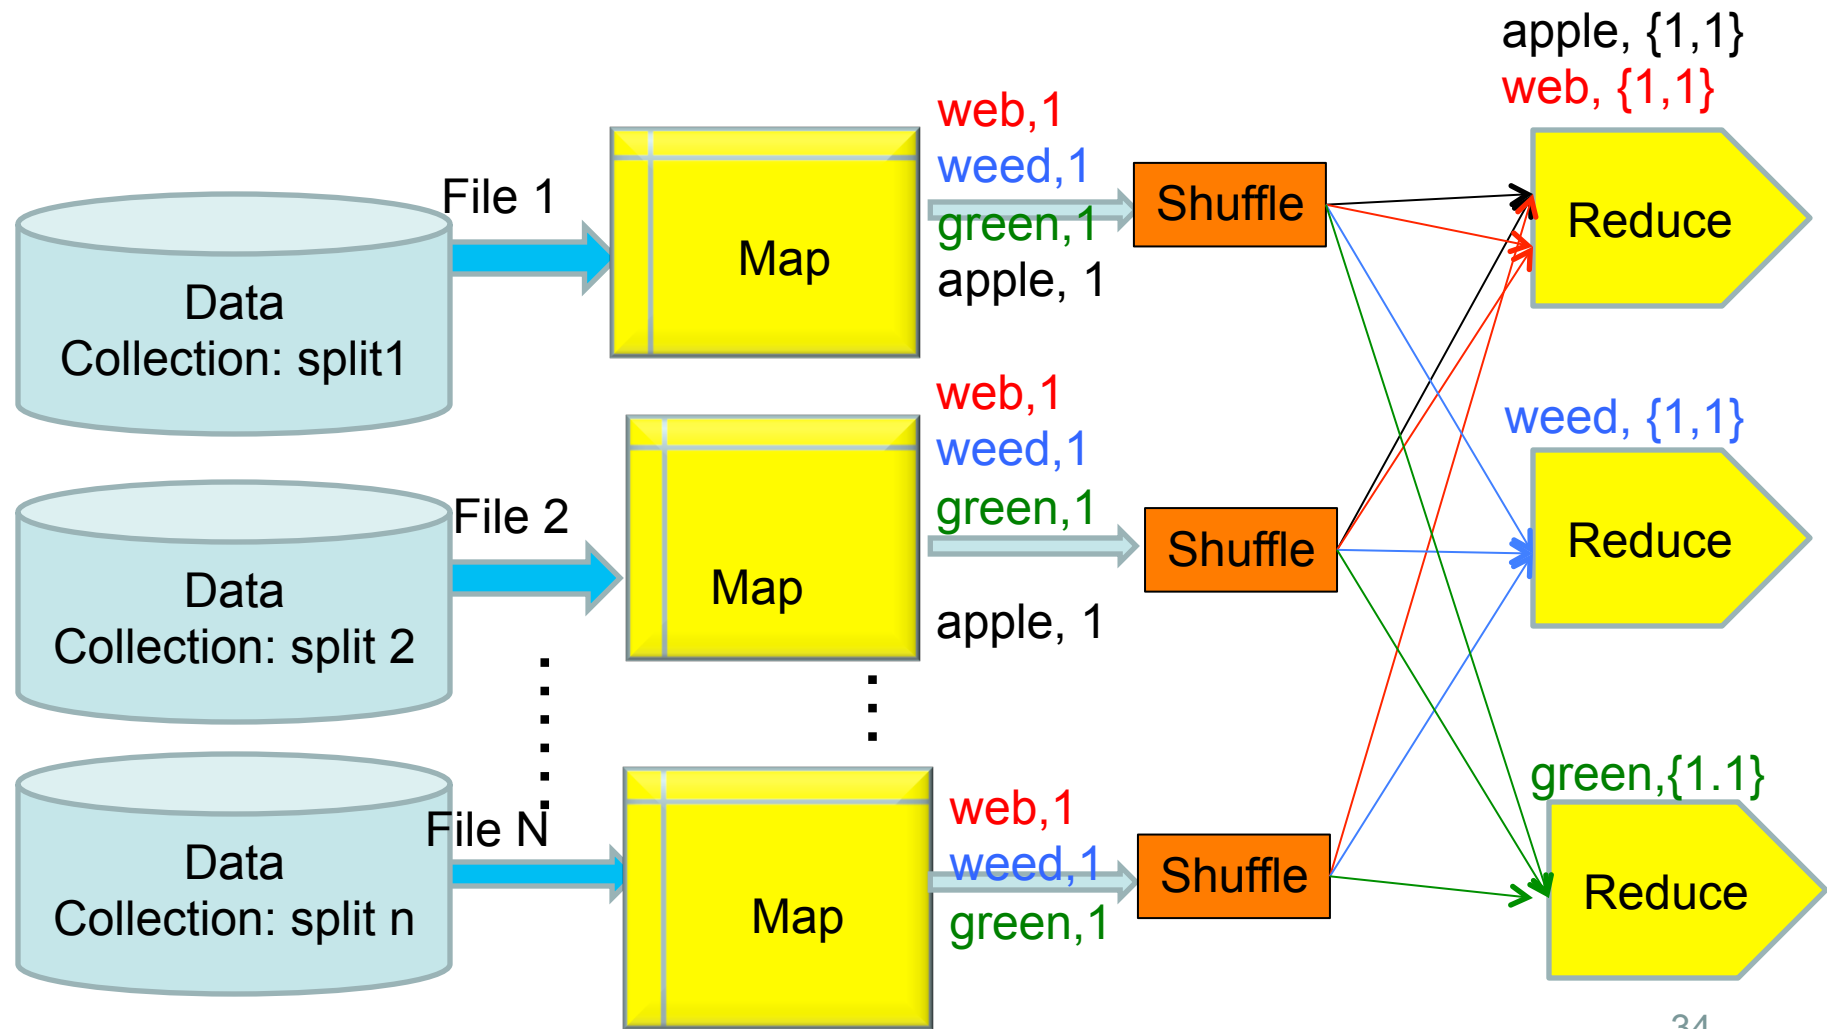 File 1
Data
Collection: split1
Map
web,1
weed,1
green,1
apple, 1
Shuffle
apple, {1,1}
web, {1,1}
Reduce
File 2
Data
Collection: split 2
Map
web,1
weed,1
green,1
apple, 1
Shuffle
weed, {1,1}
Reduce
File N
Data
Collection: split n
Map
web,1
weed,1
green,1
Shuffle
green,{1.1}
Reduce
34